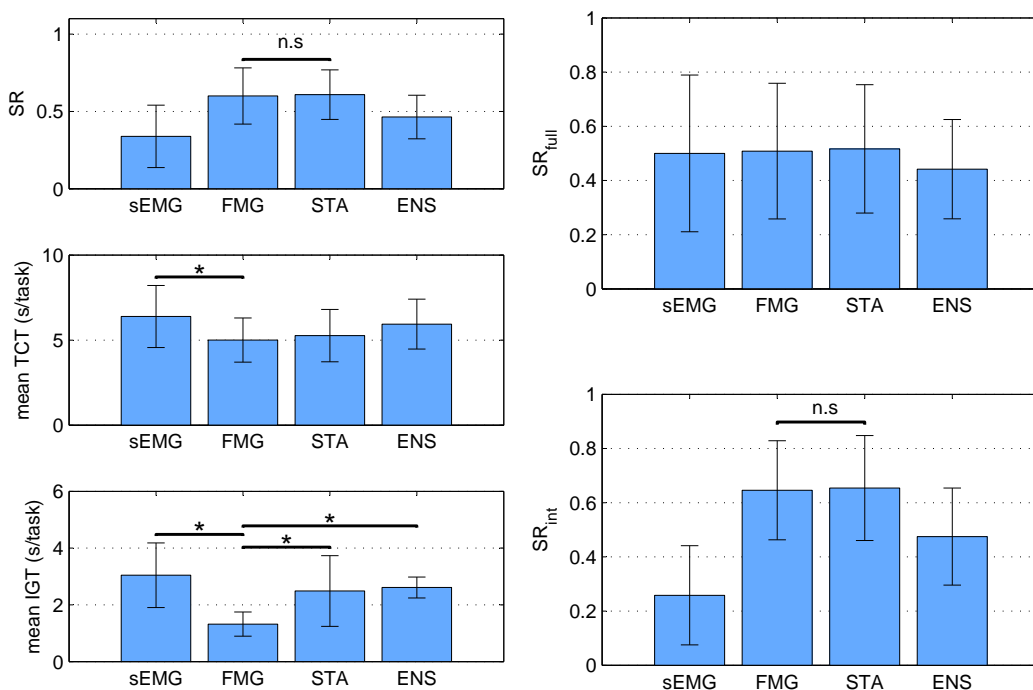 1
0.5
0
SR
n.s
sEMG FMG STA ENS
10
5
0
mean TCT (s/task)
*
sEMG FMG STA ENS
6
4
2
0
mean IGT (s/task)
* * *
sEMG FMG STA ENS
1
0.8
0.6
0.4
0.2
0
SR_full
sEMG FMG STA ENS
1
0.8
0.6
0.4
0.2
0
SR_int
n.s
sEMG FMG STA ENS